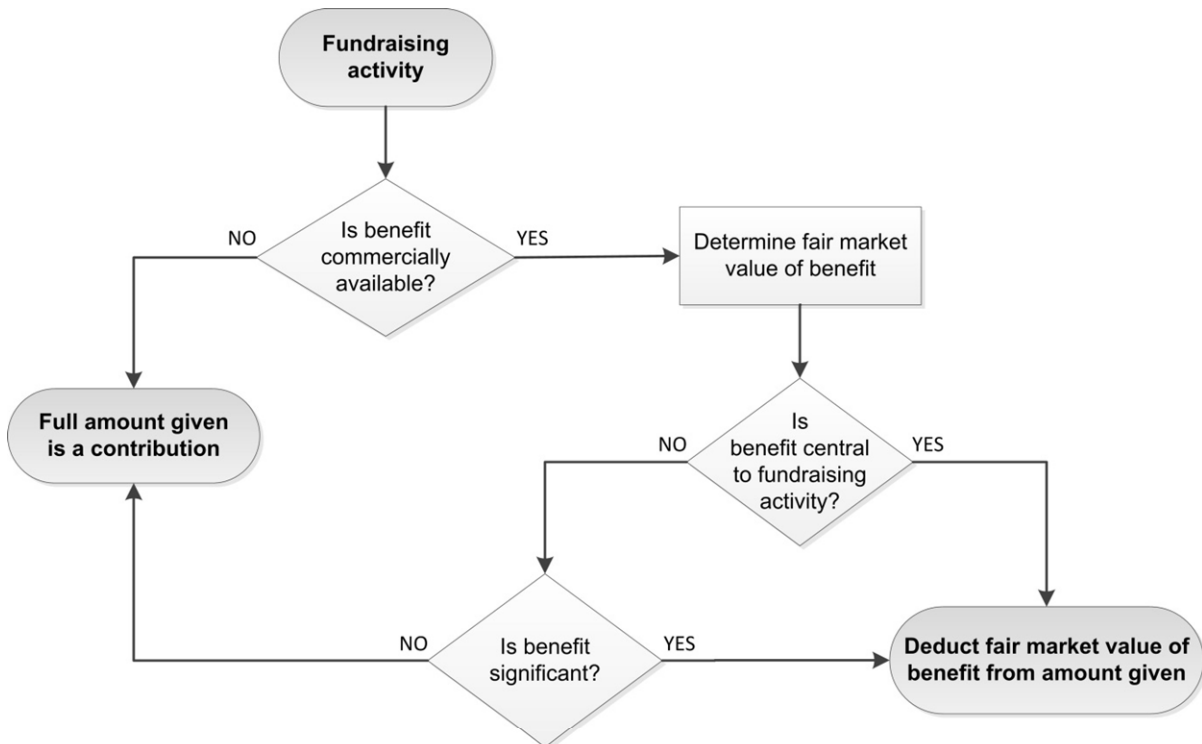 Fundraising
activity
NO
Is benefit
commercially
available?
YES
Determine fair market
value of benefit
Full amount given
is a contribution
NO
Is
benefit central
to fundraising
activity?
YES
NO
Is benefit
significant?
YES
Deduct fair market value of
benefit from amount given